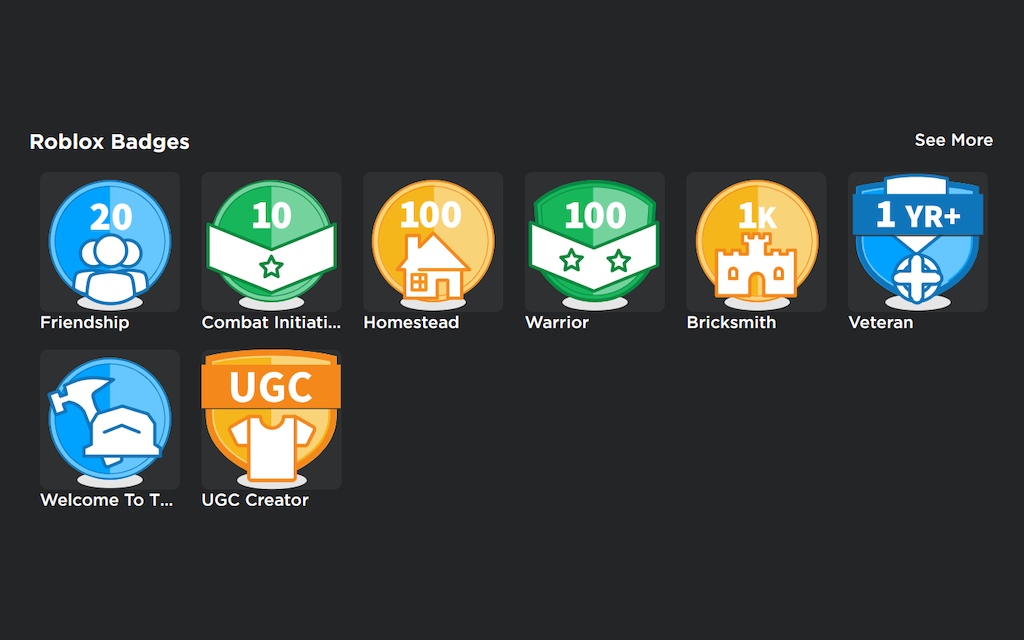 Roblox Badges
See More
20
10
100
100
1K
1 YR+
Friendship
Combat Initiati...
Homestead
Warrior
Bricksmith
Veteran
UGC
Welcome To T...
UGC Creator